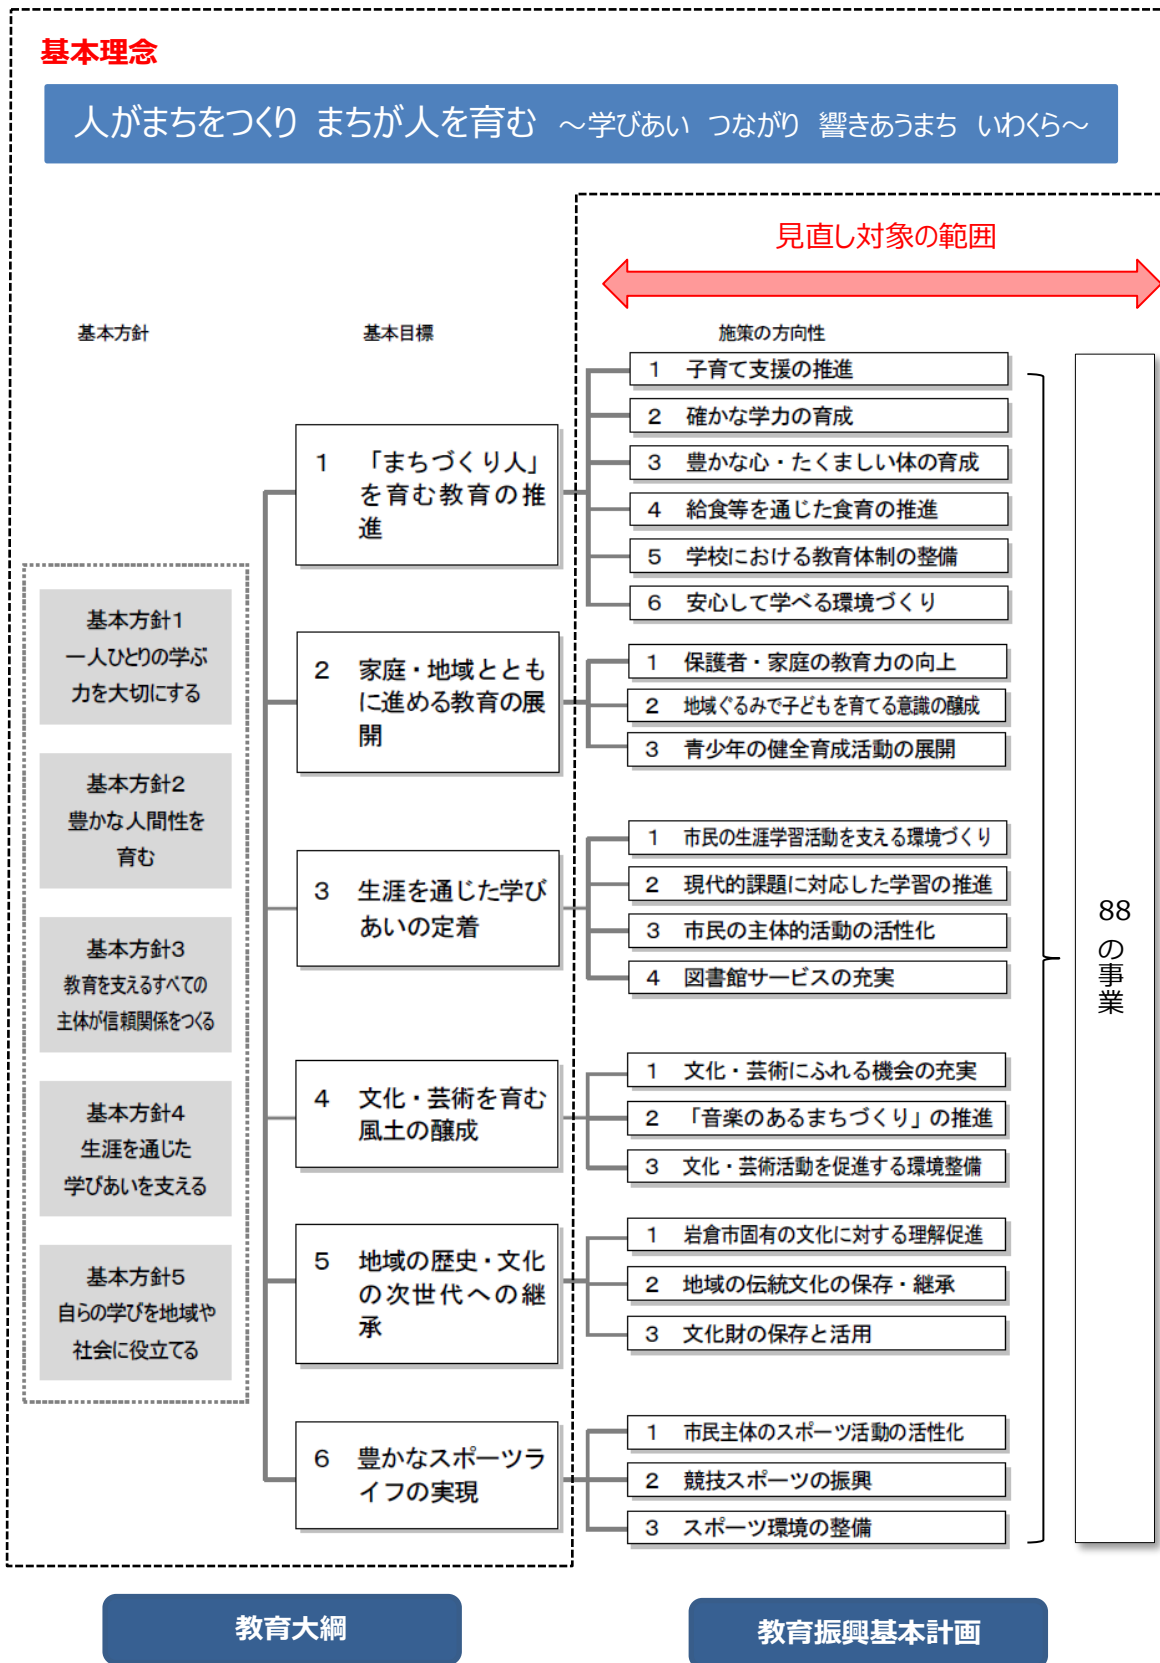 基本理念
人がまちをつくり まちが人を育む ～学びあい つながり 響きあうまち いわくら～
見直し対象の範囲
基本方針
基本目標
施策の方向性
基本方針1
一人ひとりの学ぶ
力を大切にする
基本方針2
豊かな人間性を
育む
基本方針3
教育を支えるすべての
主体が信頼関係をつくる
基本方針4
生涯を通じた
学びあいを支える
基本方針5
自らの学びを地域や
社会に役立てる
1 「まちづくり人」
を育む教育の推
進
1 子育て支援の推進
2 確かな学力の育成
3 豊かな心・たくましい体の育成
4 給食等を通じた食育の推進
5 学校における教育体制の整備
6 安心して学べる環境づくり
2 家庭・地域ととも
に進める教育の展
開
1 保護者・家庭の教育力の向上
2 地域ぐるみで子どもを育てる意識の醸成
3 青少年の健全育成活動の展開
3 生涯を通じた学び
あいの定着
1 市民の生涯学習活動を支える環境づくり
2 現代的課題に対応した学習の推進
3 市民の主体的活動の活性化
4 図書館サービスの充実
4 文化・芸術を育む
風土の醸成
1 文化・芸術にふれる機会の充実
2 「音楽のあるまちづくり」の推進
3 文化・芸術活動を促進する環境整備
5 地域の歴史・文化
の次世代への継
承
1 岩倉市固有の文化に対する理解促進
2 地域の伝統文化の保存・継承
3 文化財の保存と活用
6 豊かなスポーツラ
イフの実現
1 市民主体のスポーツ活動の活性化
2 競技スポーツの振興
3 スポーツ環境の整備
88の事業
教育大綱
教育振興基本計画